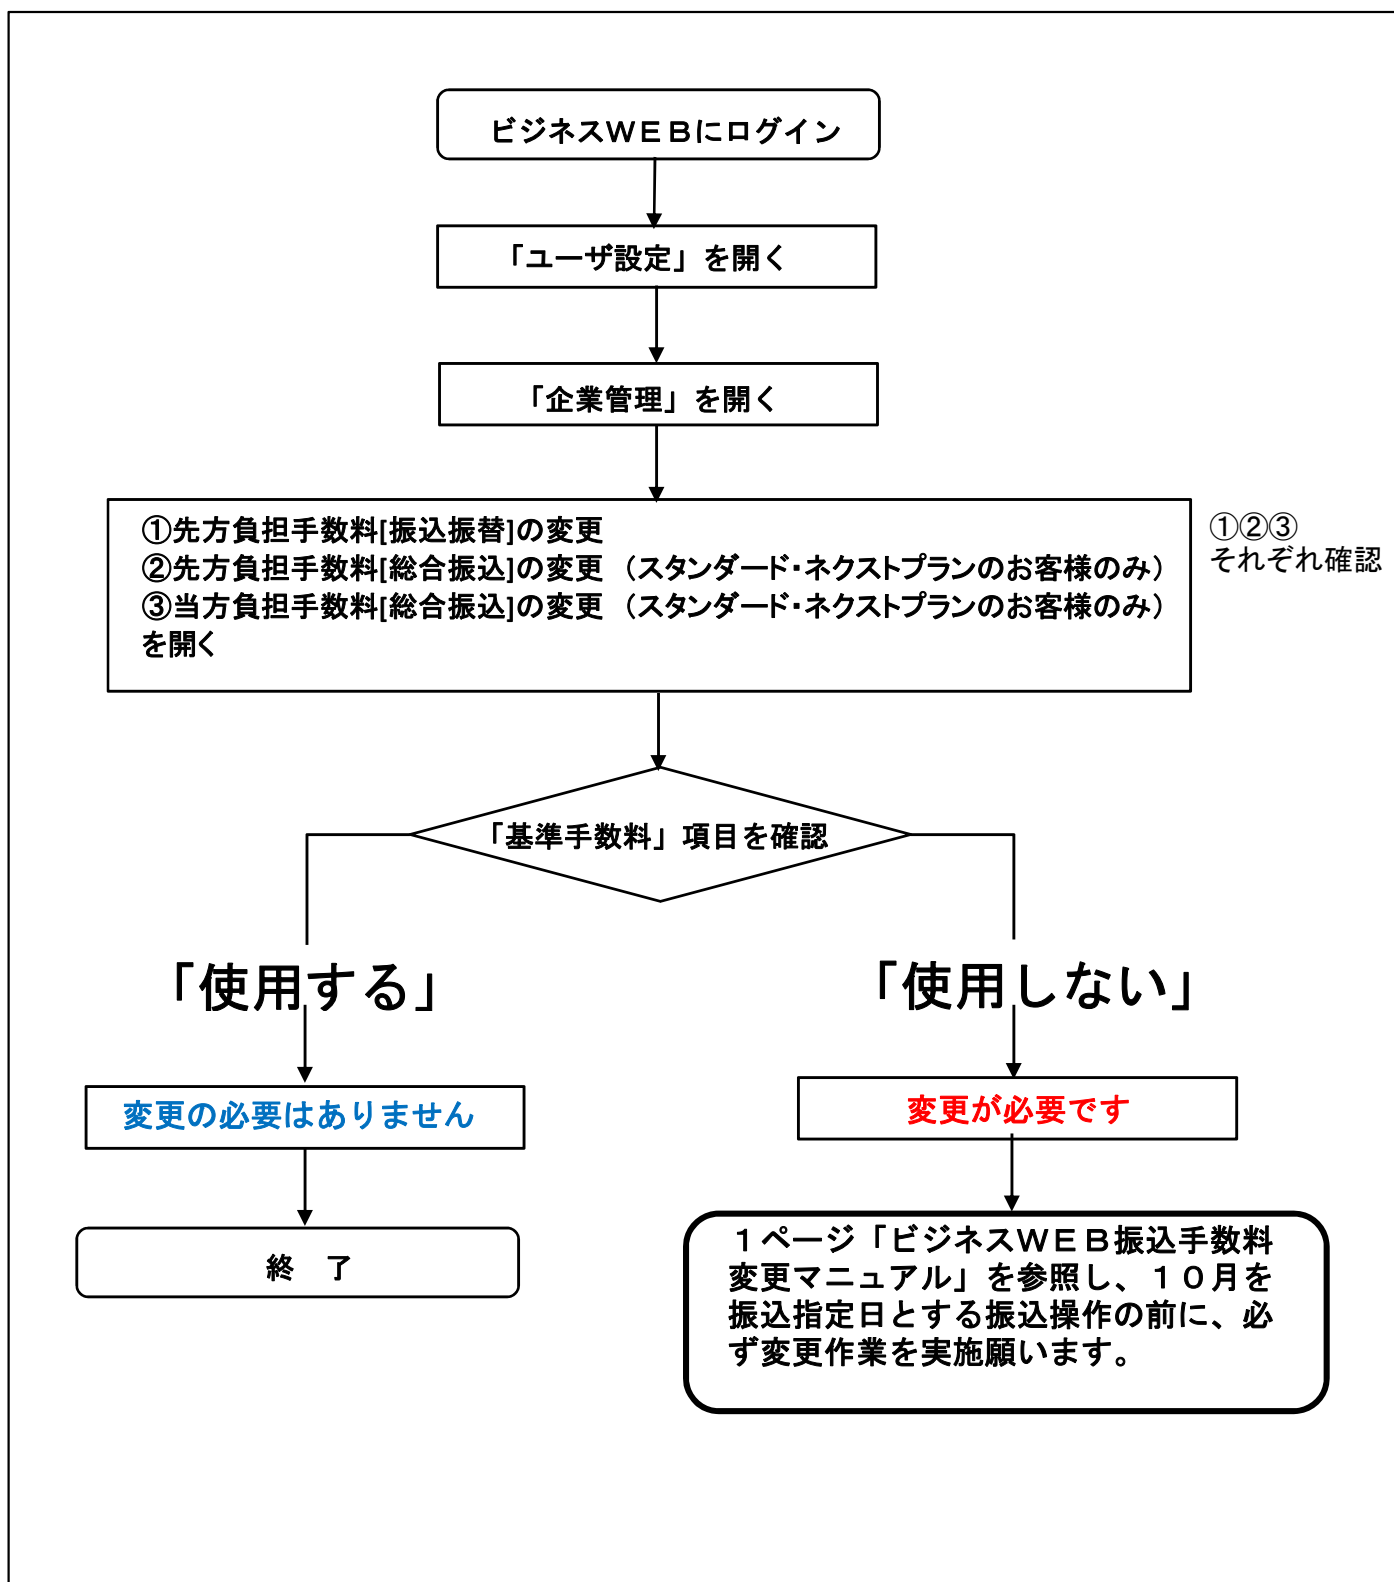 ビジネスＷＥＢにログイン
「ユーザ設定」を開く
「企業管理」を開く
①先方負担手数料[振込振替]の変更
②先方負担手数料[総合振込]の変更（スタンダード・ネクストプランのお客様のみ）
③当方負担手数料[総合振込]の変更（スタンダード・ネクストプランのお客様のみ）
を開く
①②③
それぞれ確認
「基準手数料」項目を確認
「使用する」
「使用しない」
変更の必要はありません
変更が必要です
終　了
１ページ「ビジネスＷＥＢ振込手数料
変更マニュアル」を参照し、１０月を
振込指定日とする振込操作の前に、必
ず変更作業を実施願います。